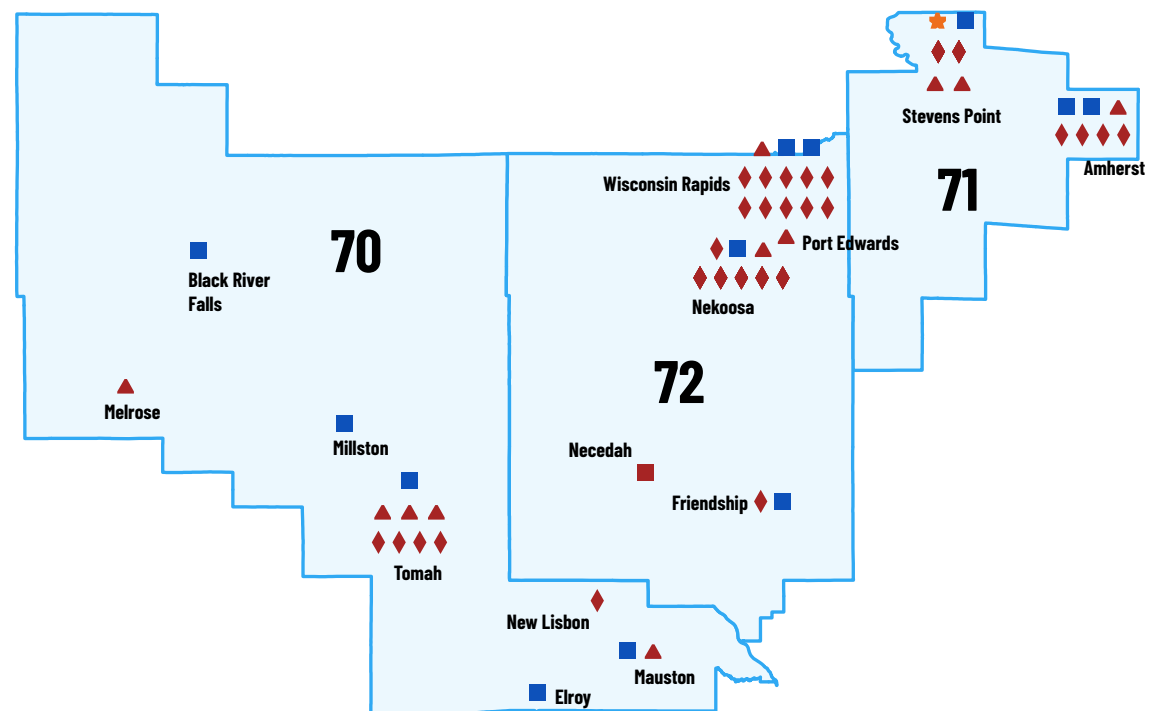 Stevens Point
Amherst
Wisconsin Rapids
71
70
Port Edwards
Black River
Falls
Nekoosa
72
Melrose
Millston
Necedah
Friendship
Tomah
New Lisbon
Mauston
Elroy